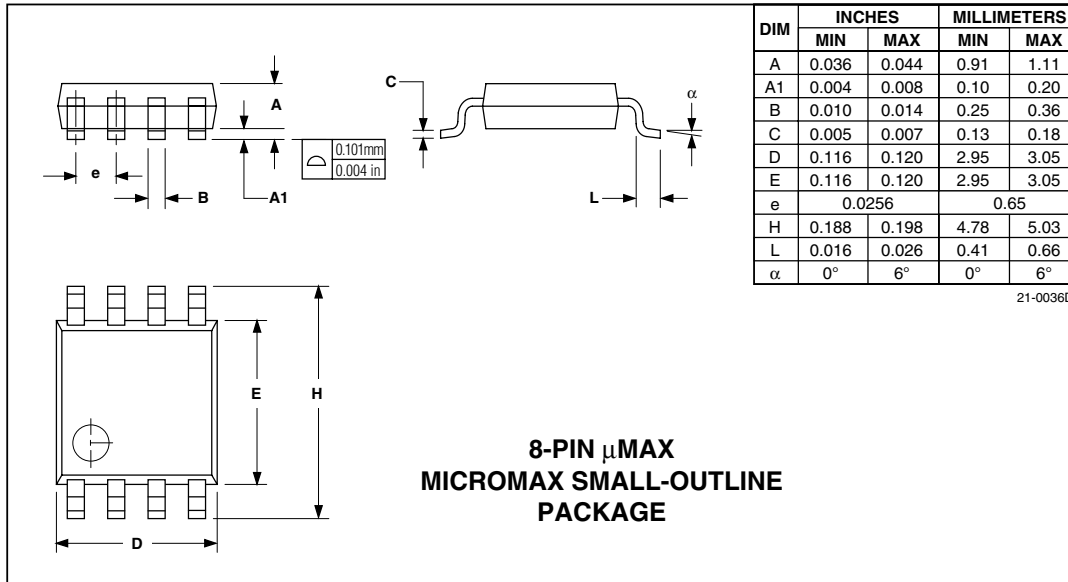 DIM INCHES MILLIMETERS
MIN MAX MIN MAX
A 0.036 0.044 0.91 1.11
A1 0.004 0.008 0.10 0.20
B 0.010 0.014 0.25 0.36
C 0.005 0.007 0.13 0.18
D 0.116 0.120 2.95 3.05
E 0.116 0.120 2.95 3.05
e 0.0256 0.65
H 0.188 0.198 4.78 5.03
L 0.016 0.026 0.41 0.66
α 0° 6° 0° 6°
21-0036D
A
e
B
A1
0.101mm
0.004 in
C
α
L
E
H
D
8-PIN μMAX
MICROMAX SMALL-OUTLINE
PACKAGE